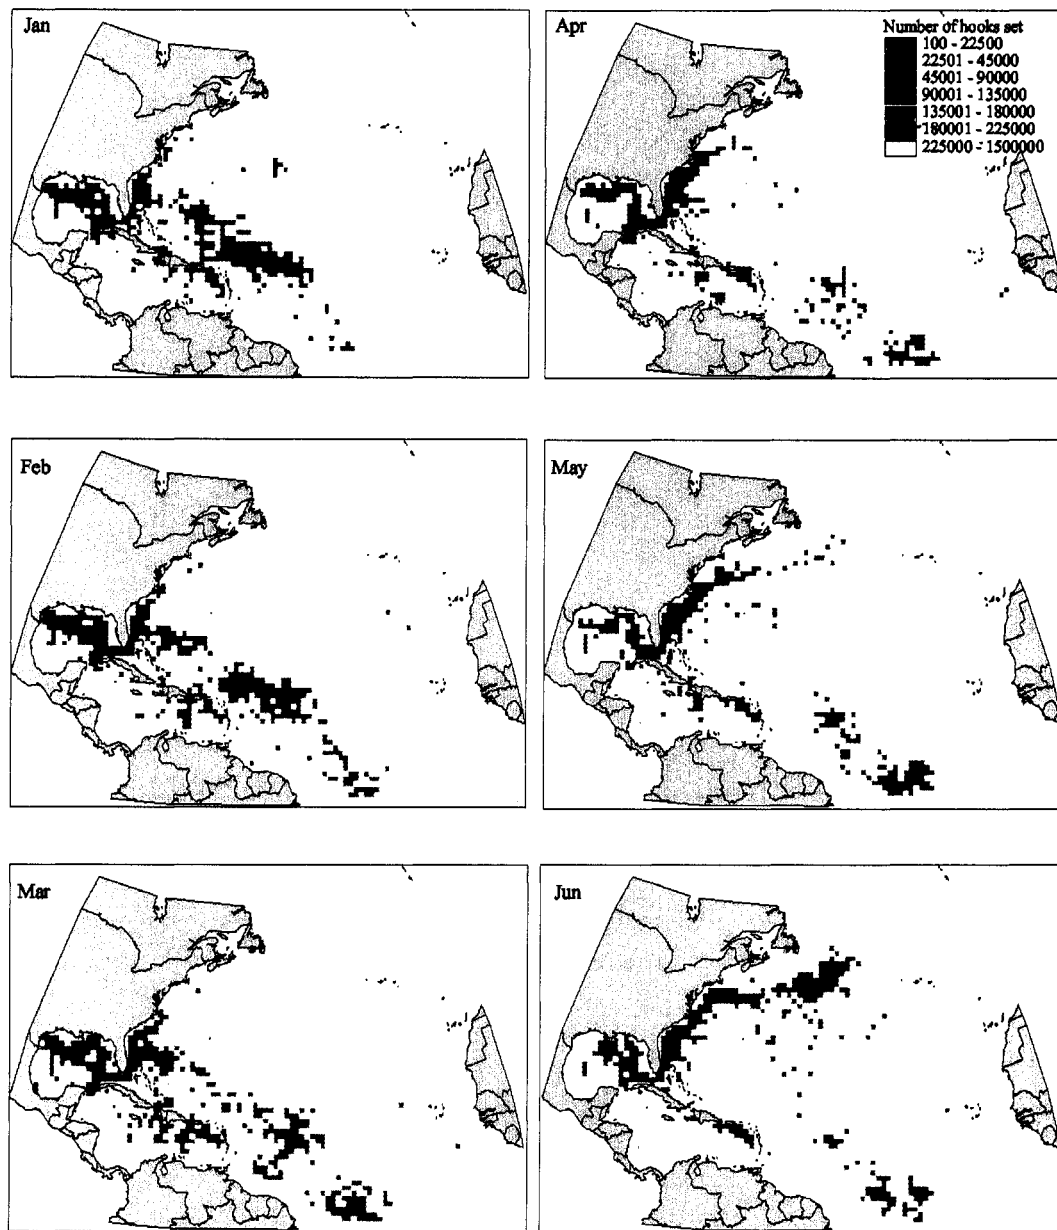 Jan
Apr
Number of hooks set
100 - 22500
22501 - 45000
45001 - 90000
90001 - 135000
135001 - 180000
180001 - 225000
225000 - 1500000
Feb
May
Mar
Jun